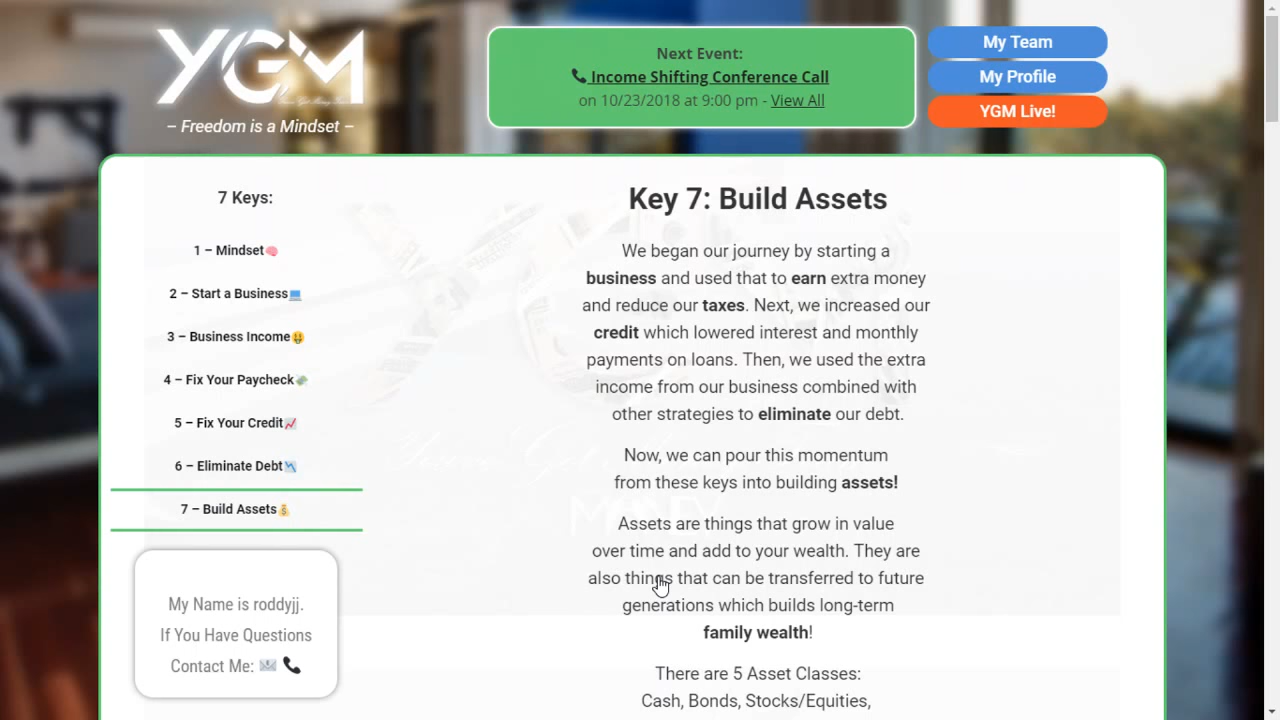 YGM
– Freedom is a Mindset –
Next Event:
Income Shifting Conference Call
on 10/23/2018 at 9:00 pm - View All
My Team
My Profile
YGM Live!
7 Keys:
1 – Mindset🧠
2 – Start a Business💻
3 – Business Income🤑
4 – Fix Your Paycheck💸
5 – Fix Your Credit📈
6 – Eliminate Debt📉
7 – Build Assets💰
My Name is roddyjj.
If You Have Questions
Contact Me: 📨 📞
Key 7: Build Assets
We began our journey by starting a
business and used that to earn extra money
and reduce our taxes. Next, we increased our
credit which lowered interest and monthly
payments on loans. Then, we used the extra
income from our business combined with
other strategies to eliminate our debt.
Now, we can pour this momentum
from these keys into building assets!
Assets are things that grow in value
over time and add to your wealth. They are
also things that can be transferred to future
generations which builds long-term
family wealth!
There are 5 Asset Classes:
Cash, Bonds, Stocks/Equities,